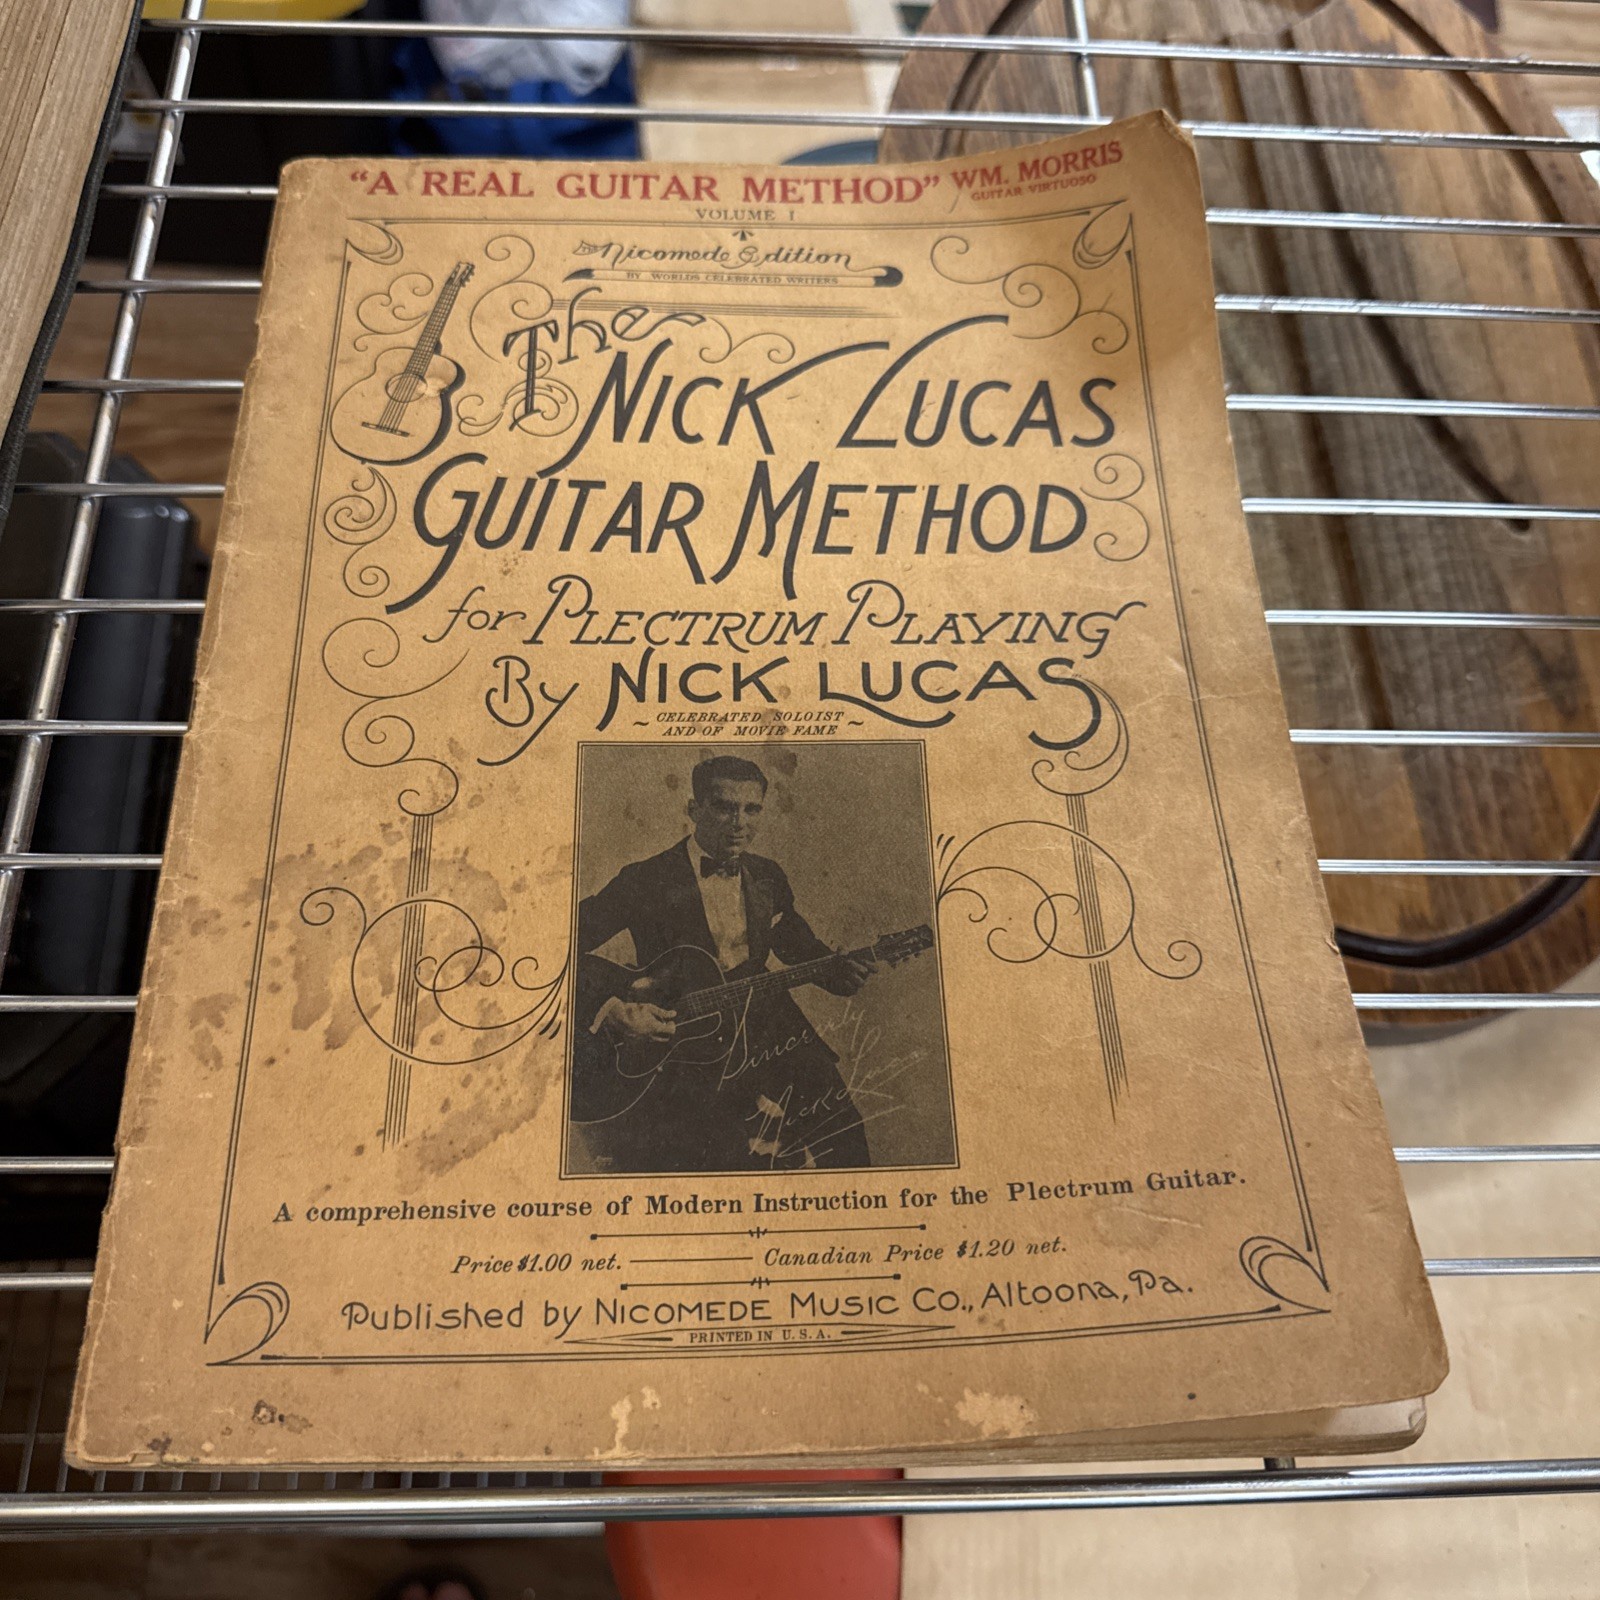 "A REAL GUITAR METHOD" WM. MORRIS
GUITAR VIRTUOSO
VOLUME I
The Nicomede Edition
BY WORLDS CELEBRATED WRITERS
The
NICK LUCAS
GUITAR METHOD
for PLECTRUM PLAYING
By NICK LUCAS
~ CELEBRATED SOLOIST ~
AND OF MOVIE FAME
Sincerely
Nick Lucas
A comprehensive course of Modern Instruction for the Plectrum Guitar.
Price $1.00 net. Canadian Price $1.20 net.
Published by NICOMEDE MUSIC Co., Altoona, Pa.
PRINTED IN U. S. A.